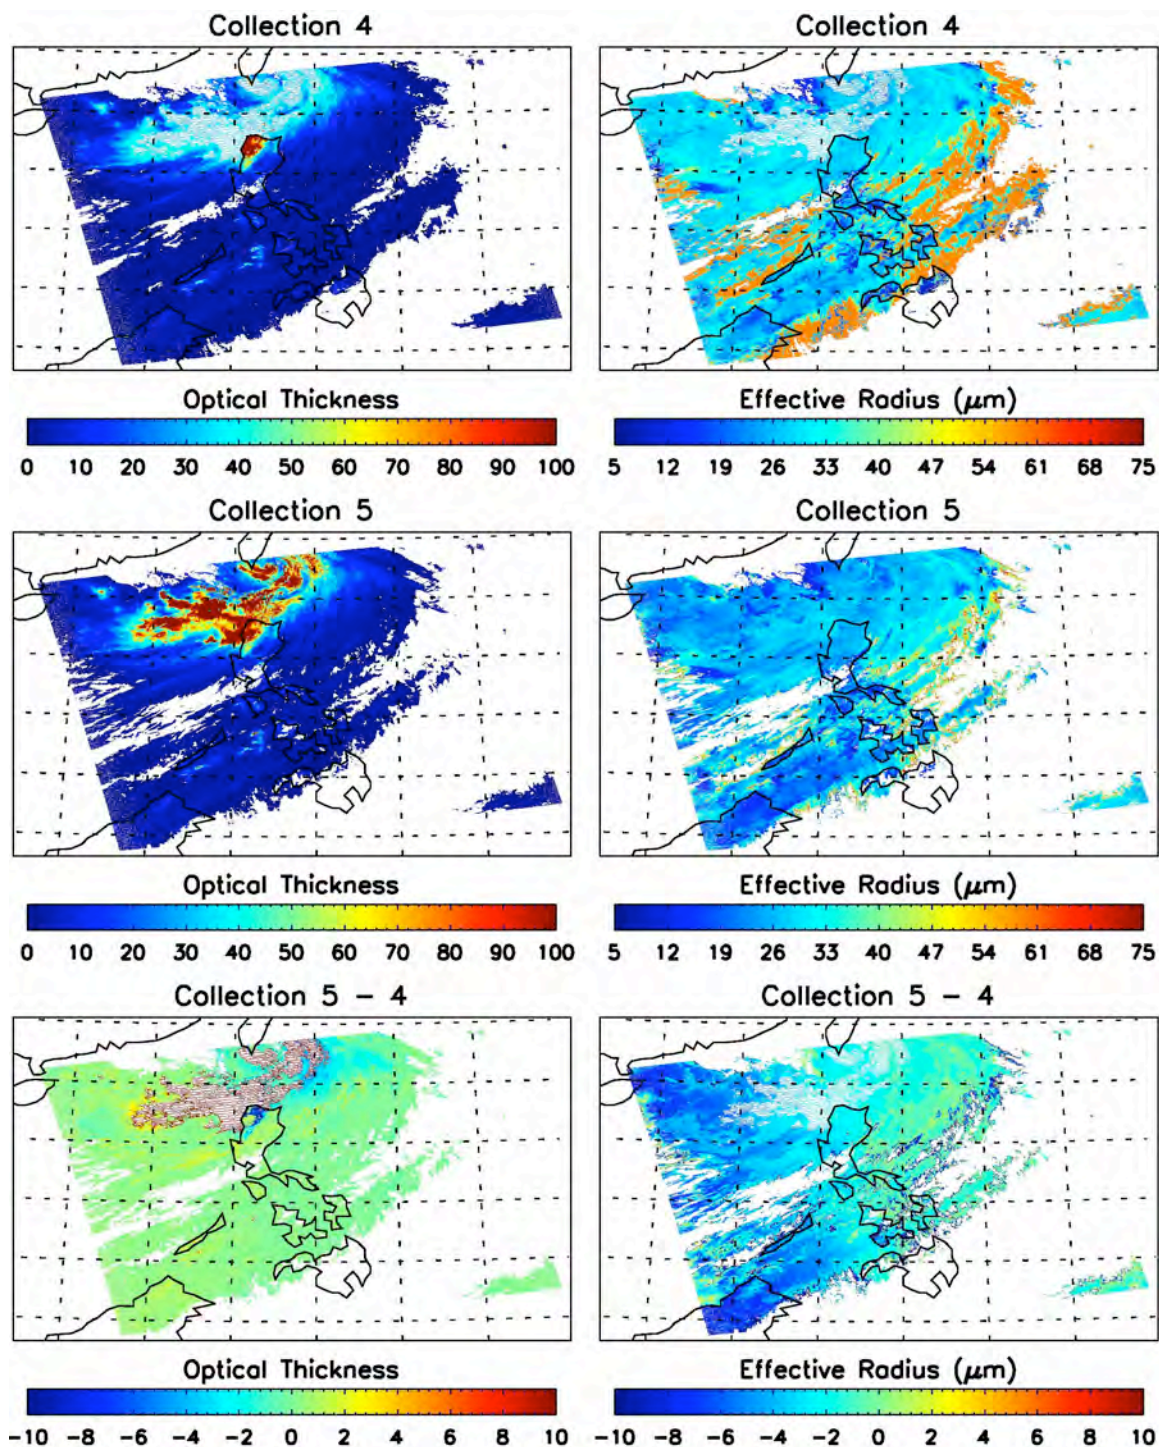 Collection 4 Collection 4
Optical Thickness Effective Radius (μm)
0 10 20 30 40 50 60 70 80 90 100 5 12 19 26 33 40 47 54 61 68 75
Collection 5 Collection 5
Optical Thickness Effective Radius (μm)
0 10 20 30 40 50 60 70 80 90 100 5 12 19 26 33 40 47 54 61 68 75
Collection 5 - 4 Collection 5 - 4
Optical Thickness Effective Radius (μm)
-10 -8 -6 -4 -2 0 2 4 6 8 10 -10 -8 -6 -4 -2 0 2 4 6 8 10